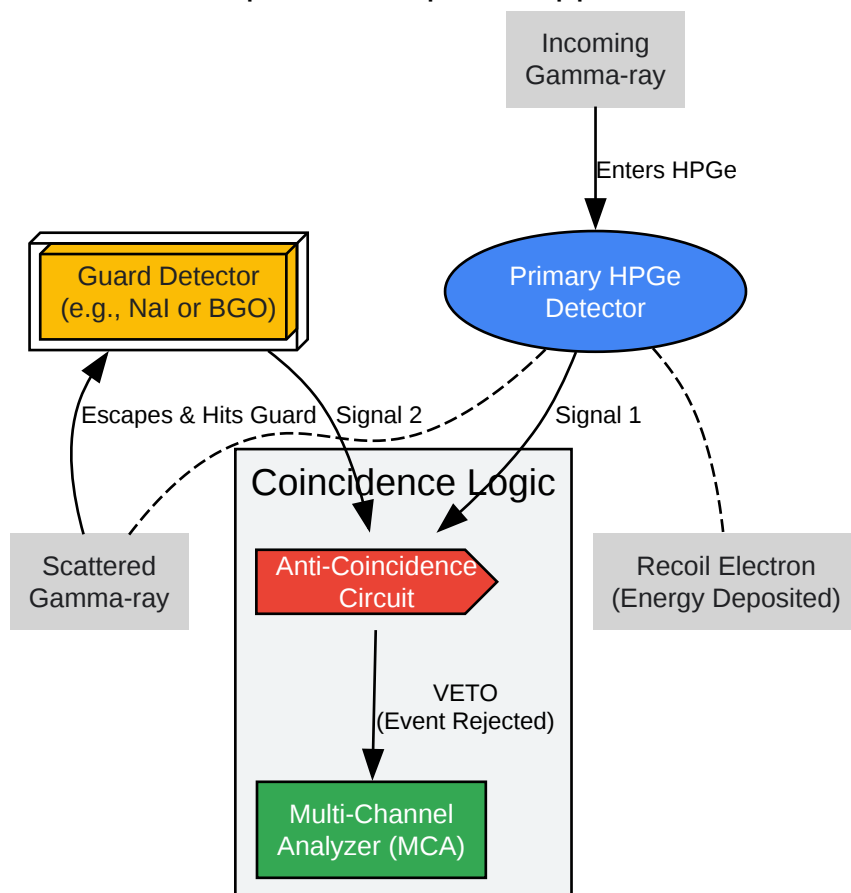 Incoming
Gamma-ray
Enters HPGe
Guard Detector
(e.g., NaI or BGO)
Primary HPGe
Detector
Escapes & Hits Guard
Signal 2
Signal 1
Coincidence Logic
Scattered
Gamma-ray
Anti-Coincidence
Circuit
Recoil Electron
(Energy Deposited)
VETO
(Event Rejected)
Multi-Channel
Analyzer (MCA)